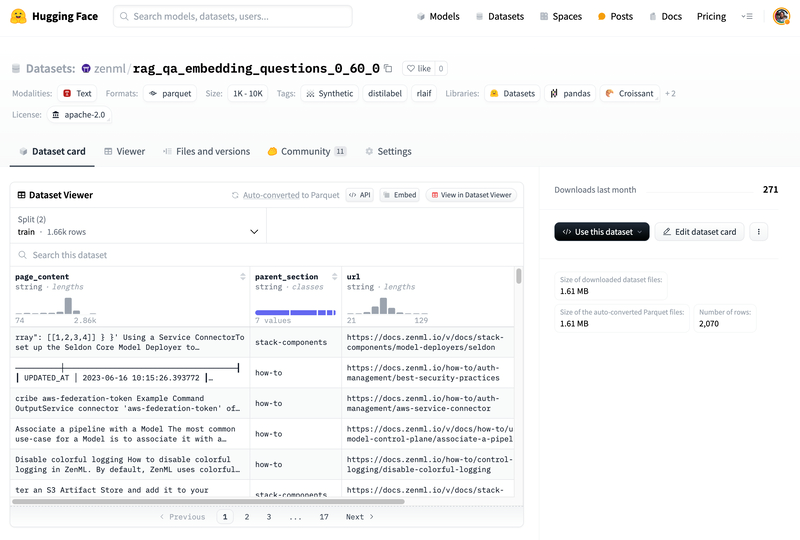 Hugging Face
Search models, datasets, users...
Models
Datasets
Spaces
Posts
Docs
Pricing
Datasets: zenml/rag_qa_embedding_questions_0_60_0
like 0
Modalities: Text Formats: parquet Size: 1K - 10K Tags: Synthetic distilabel rlaif Libraries: Datasets pandas Croissant + 2
License: apache-2.0
Dataset card
Viewer
Files and versions
Community 11
Settings
Dataset Viewer
Auto-converted to Parquet
API
Embed
View in Dataset Viewer
Split (2)
train · 1.66k rows
Search this dataset
page_content
string · lengths
74 2.86k
parent_section
string · classes
7 values
url
string · lengths
21 129
rray": [[1,2,3,4]] } }' Using a Service ConnectorTo
set up the Seldon Core Model Deployer to…
stack-components
https://docs.zenml.io/v/docs/stack-
components/model-deployers/seldon
┃ UPDATED_AT │ 2023-06-16 10:15:26.393772 ┃…
how-to
https://docs.zenml.io/how-to/auth-
management/best-security-practices
cribe aws-federation-token Example Command
OutputService connector 'aws-federation-token' of…
how-to
https://docs.zenml.io/how-to/auth-
management/aws-service-connector
Associate a pipeline with a Model The most common
use-case for a Model is to associate it with a…
how-to
https://docs.zenml.io/v/docs/how-to/u
model-control-plane/associate-a-pipel
Disable colorful logging How to disable colorful
logging in ZenML. By default, ZenML uses colorful…
how-to
https://docs.zenml.io/how-to/control-
logging/disable-colorful-logging
ter an S3 Artifact Store and add it to your
stack-components
https://docs.zenml.io/v/docs/stack-
< Previous 1 2 3 ... 17 Next >
Downloads last month
271
Use this dataset
Edit dataset card
Size of downloaded dataset files:
1.61 MB
Size of the auto-converted Parquet files:
1.61 MB
Number of rows:
2,070